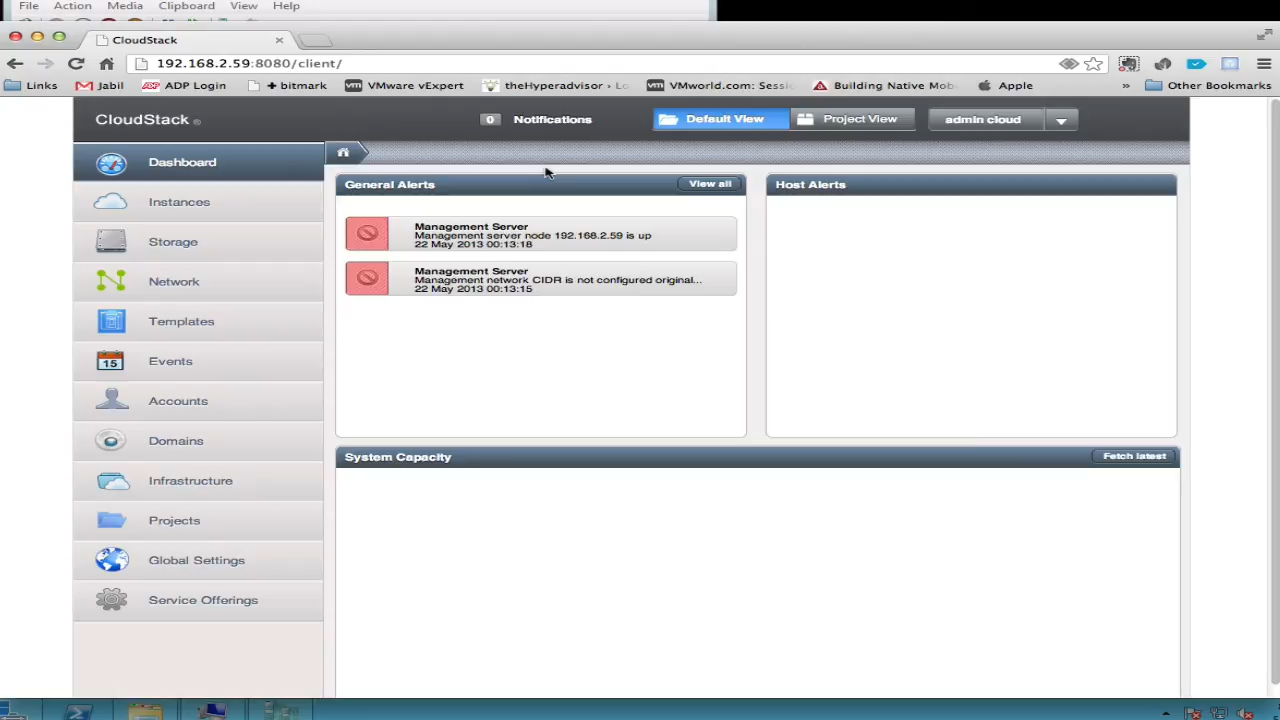 File Action Media Clipboard View Help
CloudStack
192.168.2.59:8080/client/
Links Jabil ADP Login + bitmark VMware vExpert theHyperadvisor › Lo VMworld.com: Sessi Building Native Mob Apple » Other Bookmarks
CloudStack
0 Notifications Default View Project View admin cloud
Dashboard
Instances
Storage
Network
Templates
15 Events
Accounts
Domains
Infrastructure
Projects
Global Settings
Service Offerings
General Alerts View all
Management Server
Management server node 192.168.2.59 is up
22 May 2013 00:13:18
Management Server
Management network CIDR is not configured original...
22 May 2013 00:13:15
Host Alerts
System Capacity Fetch latest